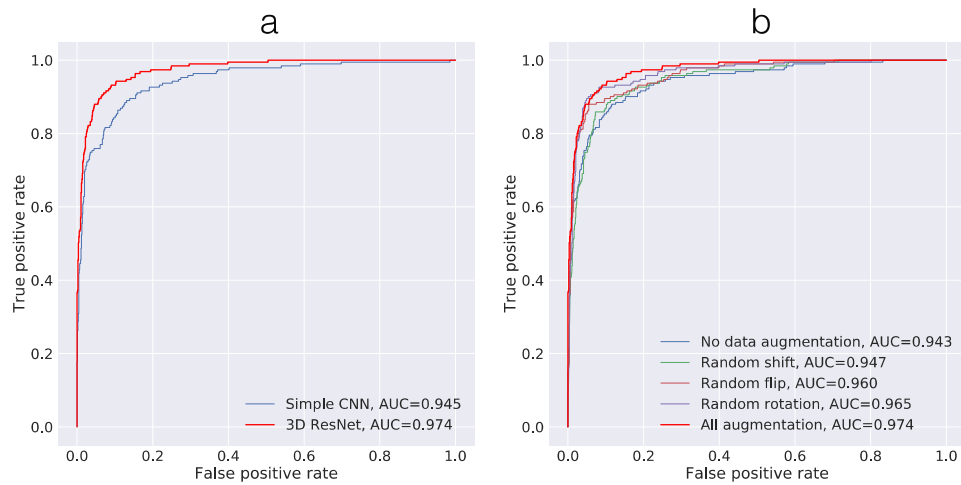 a
1.0
0.8
0.6
0.4
0.2
0.0
True positive rate
0.0 0.2 0.4 0.6 0.8 1.0
False positive rate
Simple CNN, AUC=0.945
3D ResNet, AUC=0.974
b
1.0
0.8
0.6
0.4
0.2
0.0
True positive rate
0.0 0.2 0.4 0.6 0.8 1.0
False positive rate
No data augmentation, AUC=0.943
Random shift, AUC=0.947
Random flip, AUC=0.960
Random rotation, AUC=0.965
All augmentation, AUC=0.974